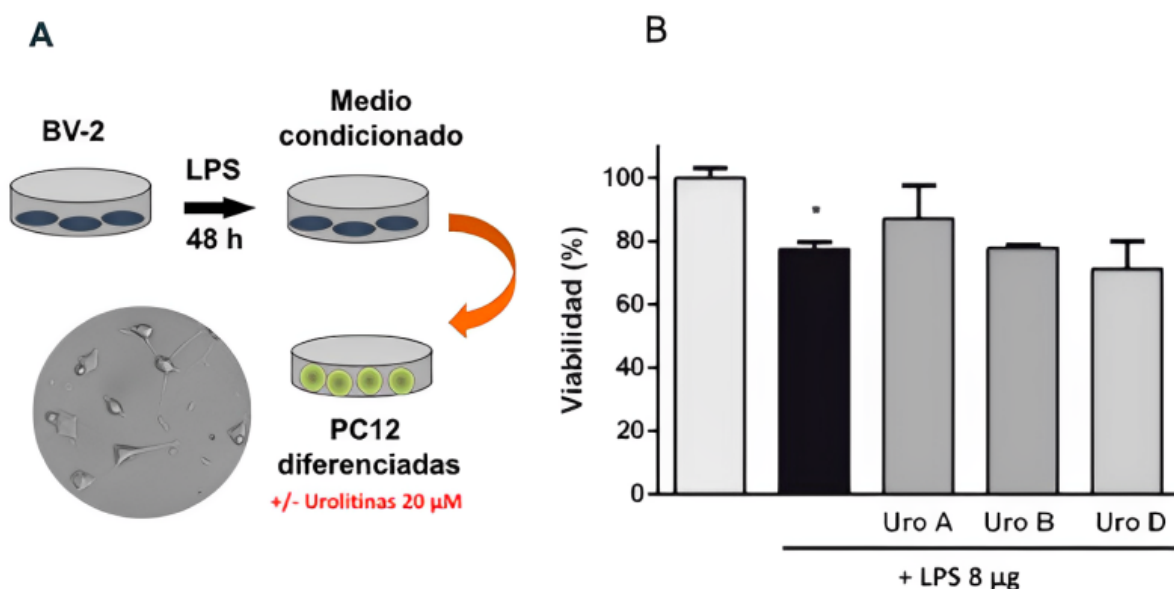 A
BV-2
LPS
48 h
Medio
condicionado
PC12
diferenciadas
+/- Urolitinas 20 µM
B
Viabilidad (%)
100
80
60
40
20
0
*
Uro A
Uro B
Uro D
+ LPS 8 µg